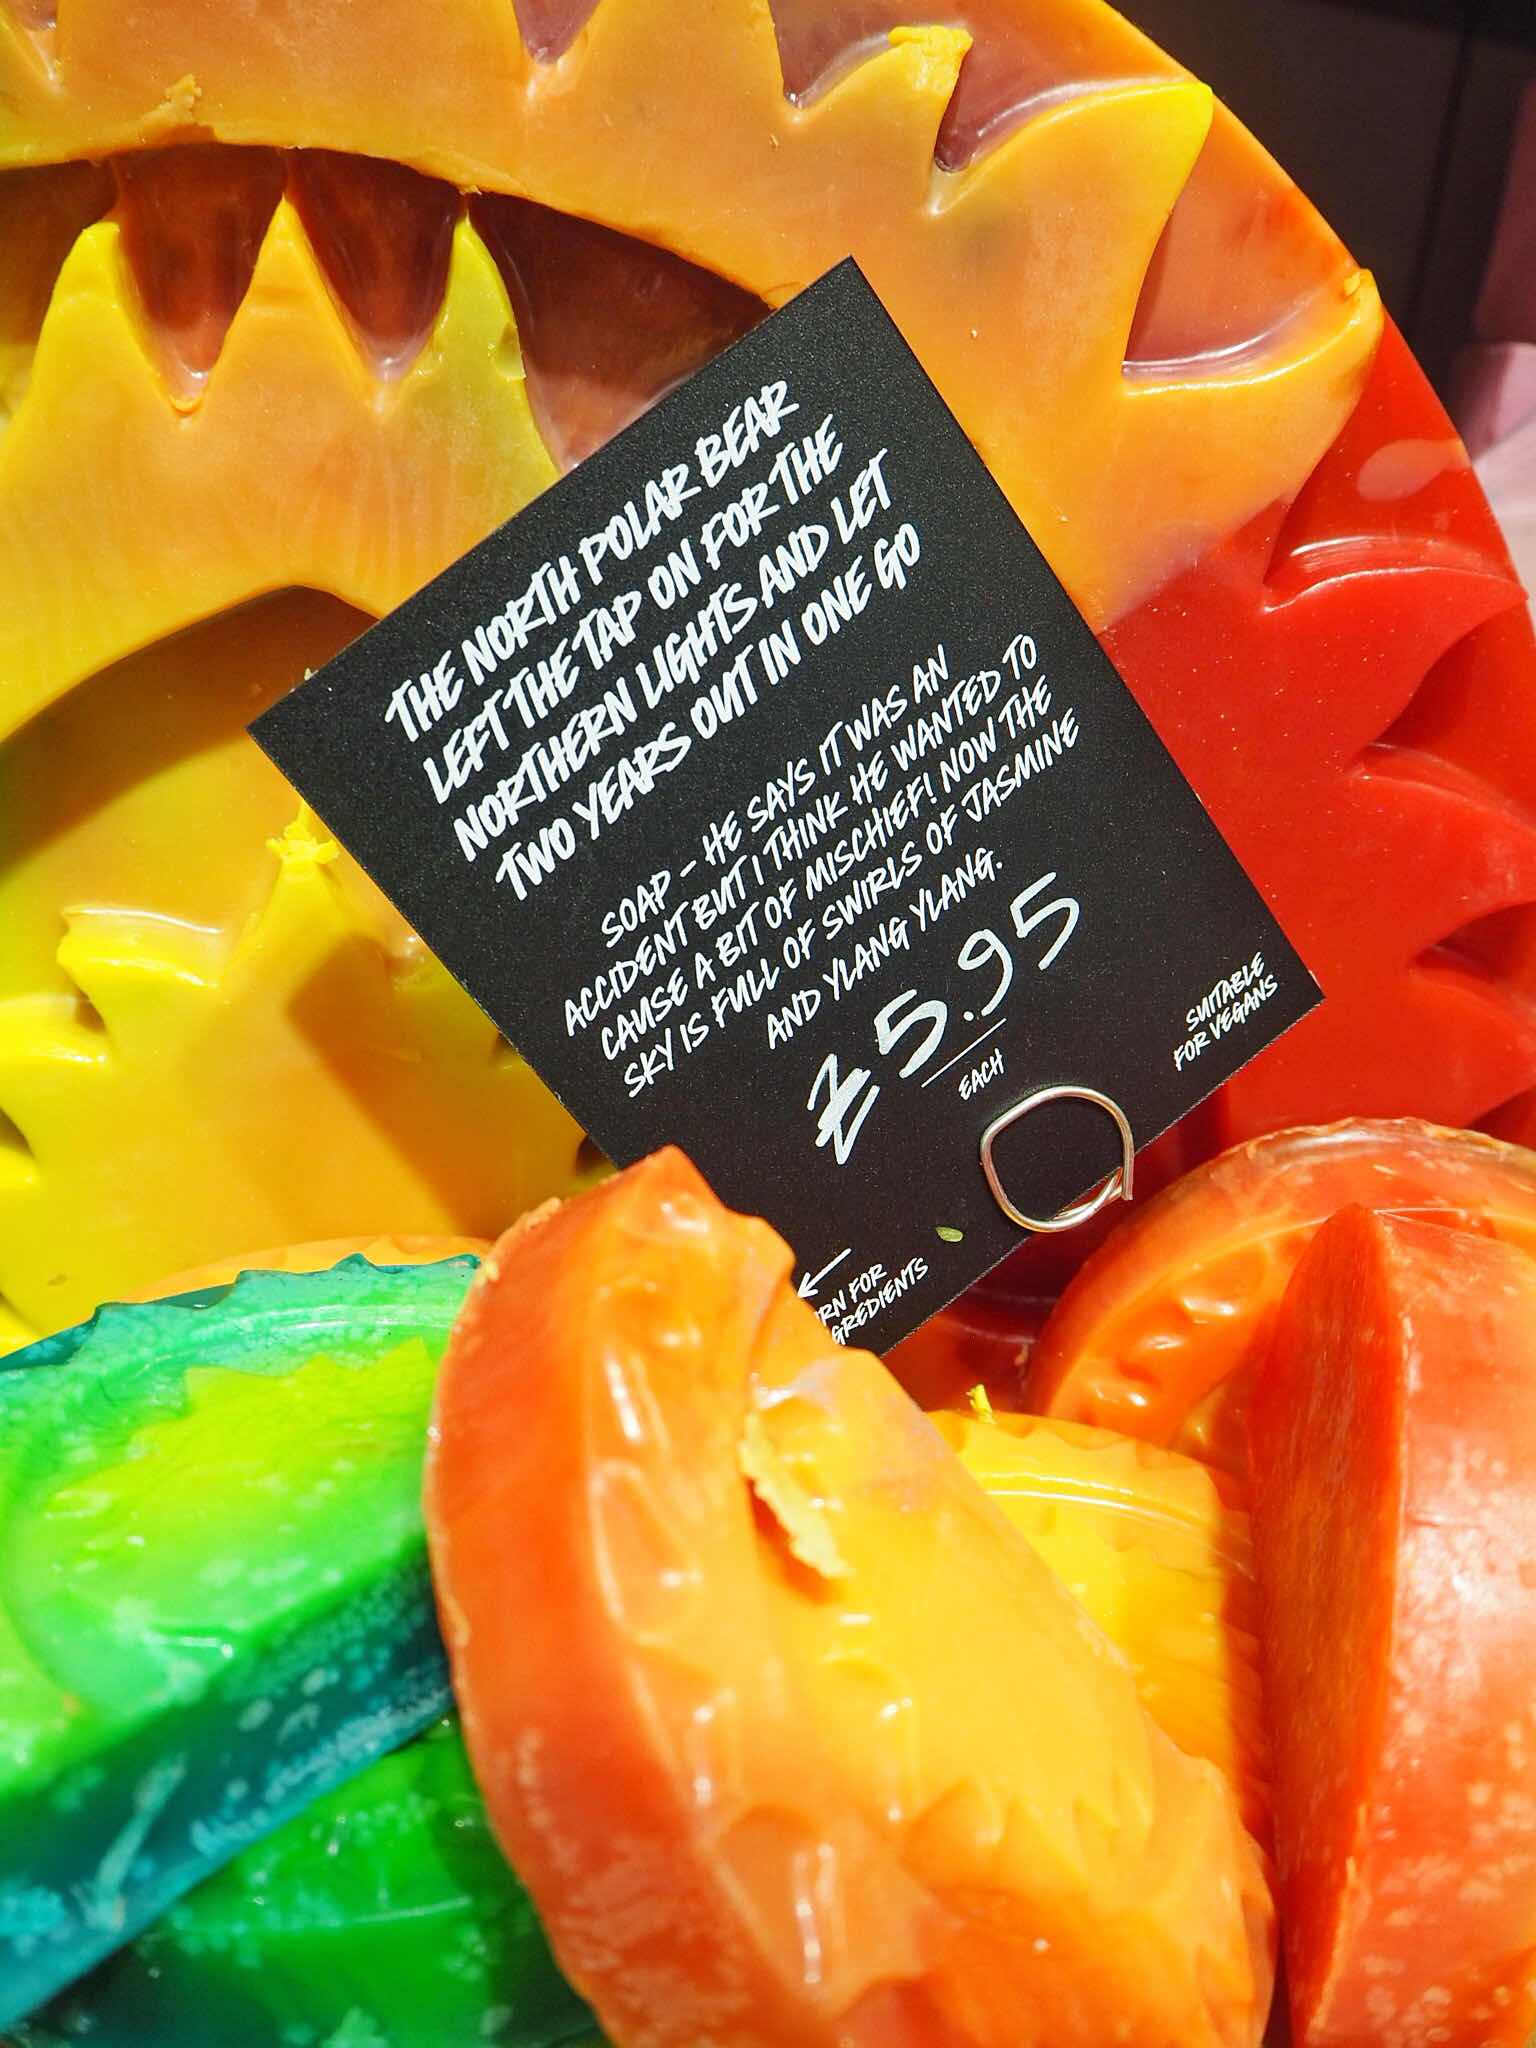 THE NORTH POLAR BEAR
LEFT THE TAP ON FOR THE
NORTHERN LIGHTS AND LET
TWO YEARS OUT IN ONE GO
SOAP - HE SAYS IT WAS AN
ACCIDENT BUT I THINK HE WANTED TO
CAUSE A BIT OF MISCHIEF! NOW THE
SKY IS FULL OF SWIRLS OF JASMINE
AND YLANG YLANG.
£5.95
EACH
SUITABLE
FOR VEGANS
FOR